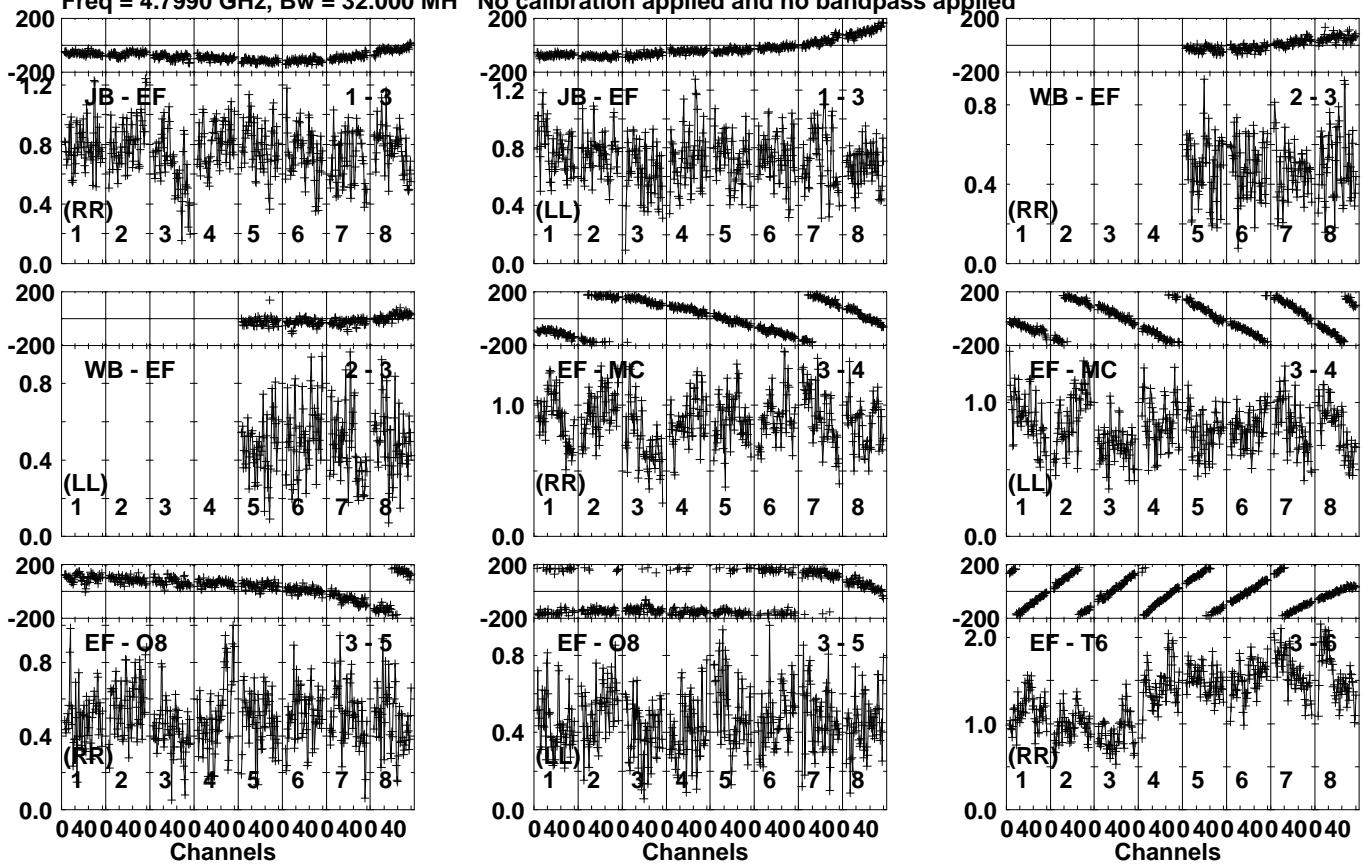 Freq = 4.7990 GHz, Bw = 32.000 MH No calibration applied and no bandpass applied
200
-200
1.2
0.8
0.4
0.0
JB - EF 1 - 3
(RR)
1 2 3 4 5 6 7 8
200
-200
1.2
0.8
0.4
0.0
JB - EF 1 - 3
(LL)
1 2 3 4 5 6 7 8
200
-200
0.8
0.4
0.0
WB - EF 2 - 3
(RR)
1 2 3 4 5 6 7 8
200
-200
0.8
0.4
0.0
WB - EF 2 - 3
(LL)
1 2 3 4 5 6 7 8
200
-200
1.0
0.0
EF - MC 3 - 4
(RR)
1 2 3 4 5 6 7 8
200
-200
1.0
0.0
EF - MC 3 - 4
(LL)
1 2 3 4 5 6 7 8
200
-200
0.8
0.4
0.0
EF - O8 3 - 5
(RR)
1 2 3 4 5 6 7 8
0 40 0 40 0 40 0 40 0 40 0 40 0 40 0 40
Channels
200
-200
0.8
0.4
0.0
EF - O8 3 - 5
(LL)
1 2 3 4 5 6 7 8
0 40 0 40 0 40 0 40 0 40 0 40 0 40 0 40
Channels
200
-200
2.0
1.0
0.0
EF - T6 3 - 6
(RR)
1 2 3 4 5 6 7 8
0 40 0 40 0 40 0 40 0 40 0 40 0 40 0 40
Channels